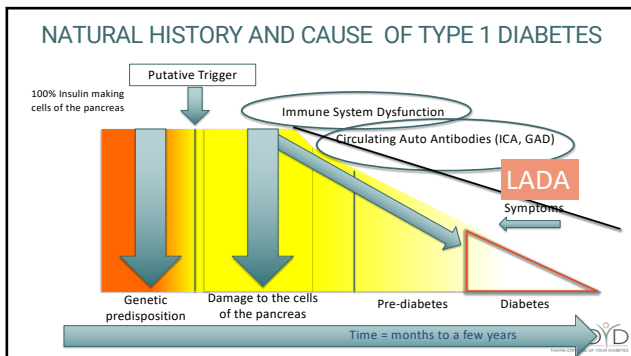 NATURAL HISTORY AND CAUSE OF TYPE 1 DIABETES
Putative Trigger
100% Insulin making
cells of the pancreas
Immune System Dysfunction
Circulating Auto Antibodies (ICA, GAD)
LADA
Symptoms
Genetic
predisposition
Damage to the cells
of the pancreas
Pre-diabetes
Diabetes
Time = months to a few years